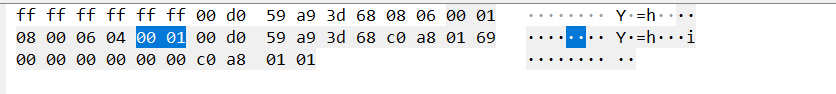 ff ff ff ff ff ff 00 d0 59 a9 3d 68 08 06 00 01 ········ Y·=h····
08 00 06 04 00 01 00 d0 59 a9 3d 68 c0 a8 01 69 ········ Y·=h···i
00 00 00 00 00 00 c0 a8 01 01 ········ ··